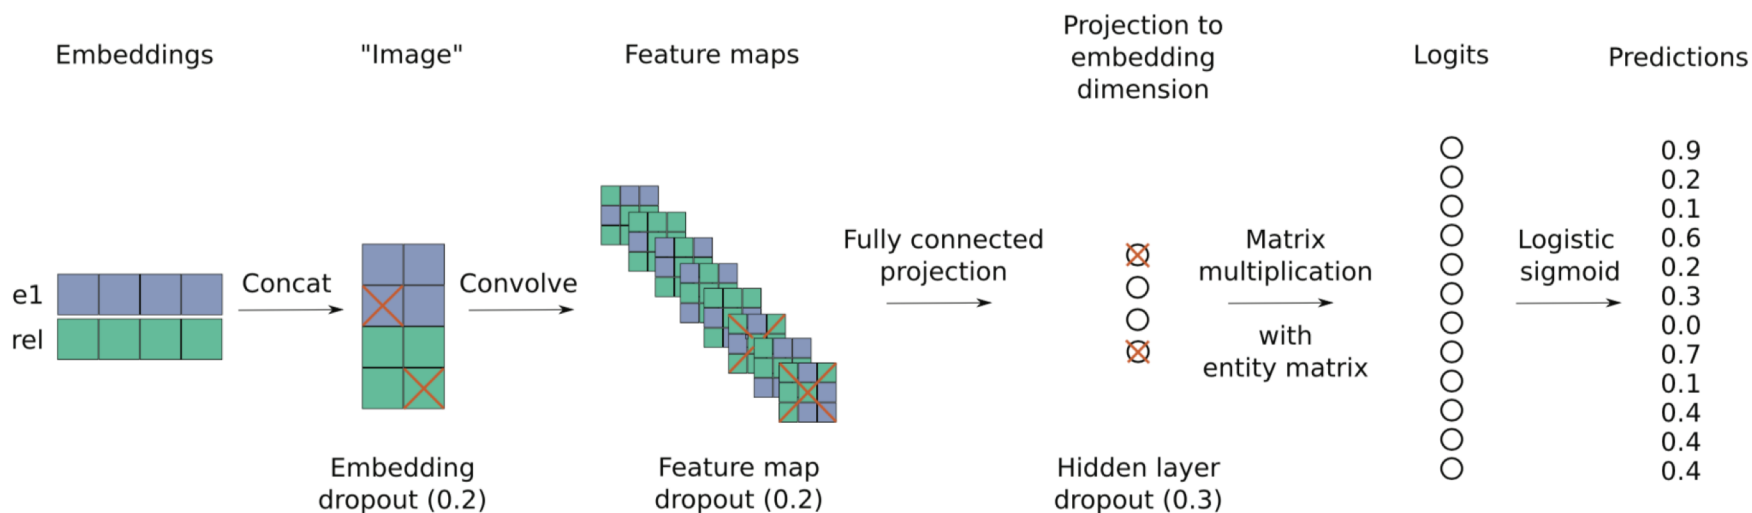 Embeddings
"Image"
Feature maps
Projection to
embedding
dimension
Logits
Predictions
e1
rel
Concat
Convolve
Fully connected
projection
Matrix
multiplication
with
entity matrix
Logistic
sigmoid
0.9
0.2
0.1
0.6
0.2
0.3
0.0
0.7
0.1
0.4
0.4
0.4
Embedding
dropout (0.2)
Feature map
dropout (0.2)
Hidden layer
dropout (0.3)